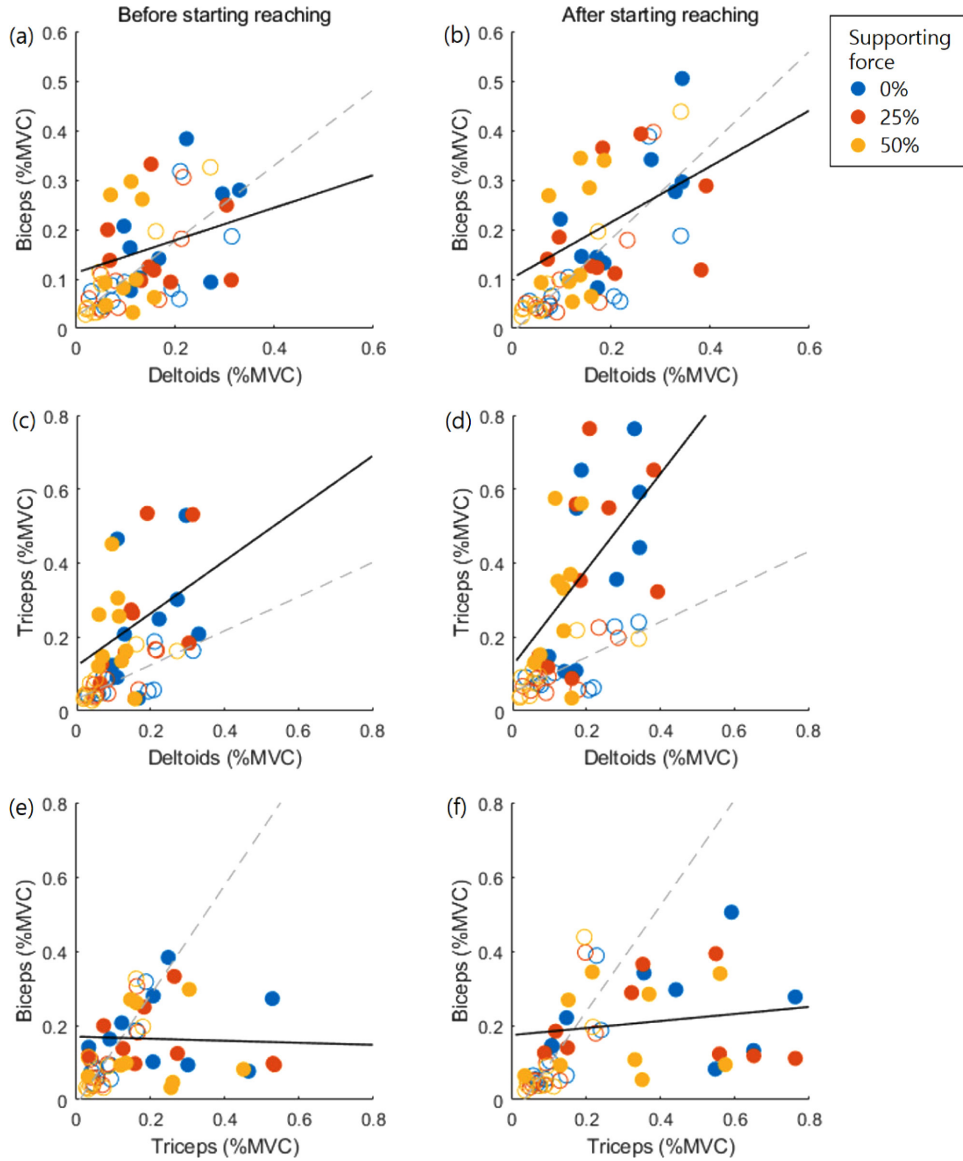 Before starting reaching
After starting reaching
(a)
0.6
0.5
0.4
0.3
0.2
0.1
0
Biceps (%MVC)
0 0.2 0.4 0.6
Deltoids (%MVC)
(b)
0.6
0.5
0.4
0.3
0.2
0.1
0
Biceps (%MVC)
0 0.2 0.4 0.6
Deltoids (%MVC)
Supporting
force
0%
25%
50%
(c)
0.8
0.6
0.4
0.2
0
Triceps (%MVC)
0 0.2 0.4 0.6 0.8
Deltoids (%MVC)
(d)
0.8
0.6
0.4
0.2
0
Triceps (%MVC)
0 0.2 0.4 0.6 0.8
Deltoids (%MVC)
(e)
0.8
0.6
0.4
0.2
0
Biceps (%MVC)
0 0.2 0.4 0.6 0.8
Triceps (%MVC)
(f)
0.8
0.6
0.4
0.2
0
Biceps (%MVC)
0 0.2 0.4 0.6 0.8
Triceps (%MVC)